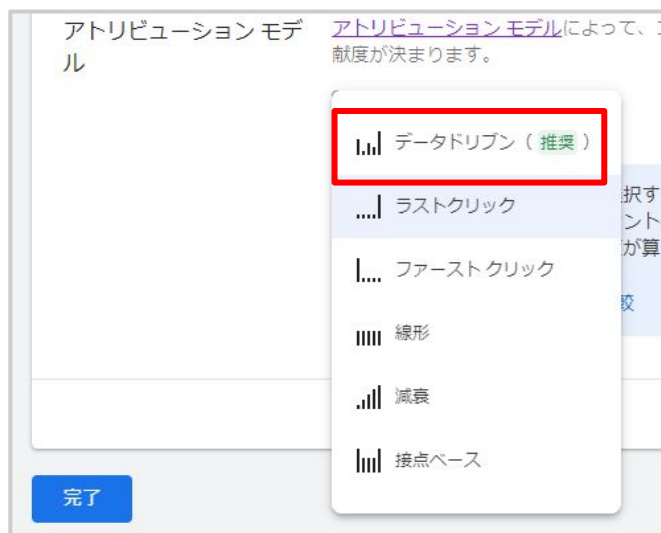 アトリビューション モデ
ル
アトリビューション モデルによって、
献度が決まります。
データドリブン（ 推奨 ）
ラストクリック
ファースト クリック
線形
減衰
接点ベース
択す
ント
が算
較
完了